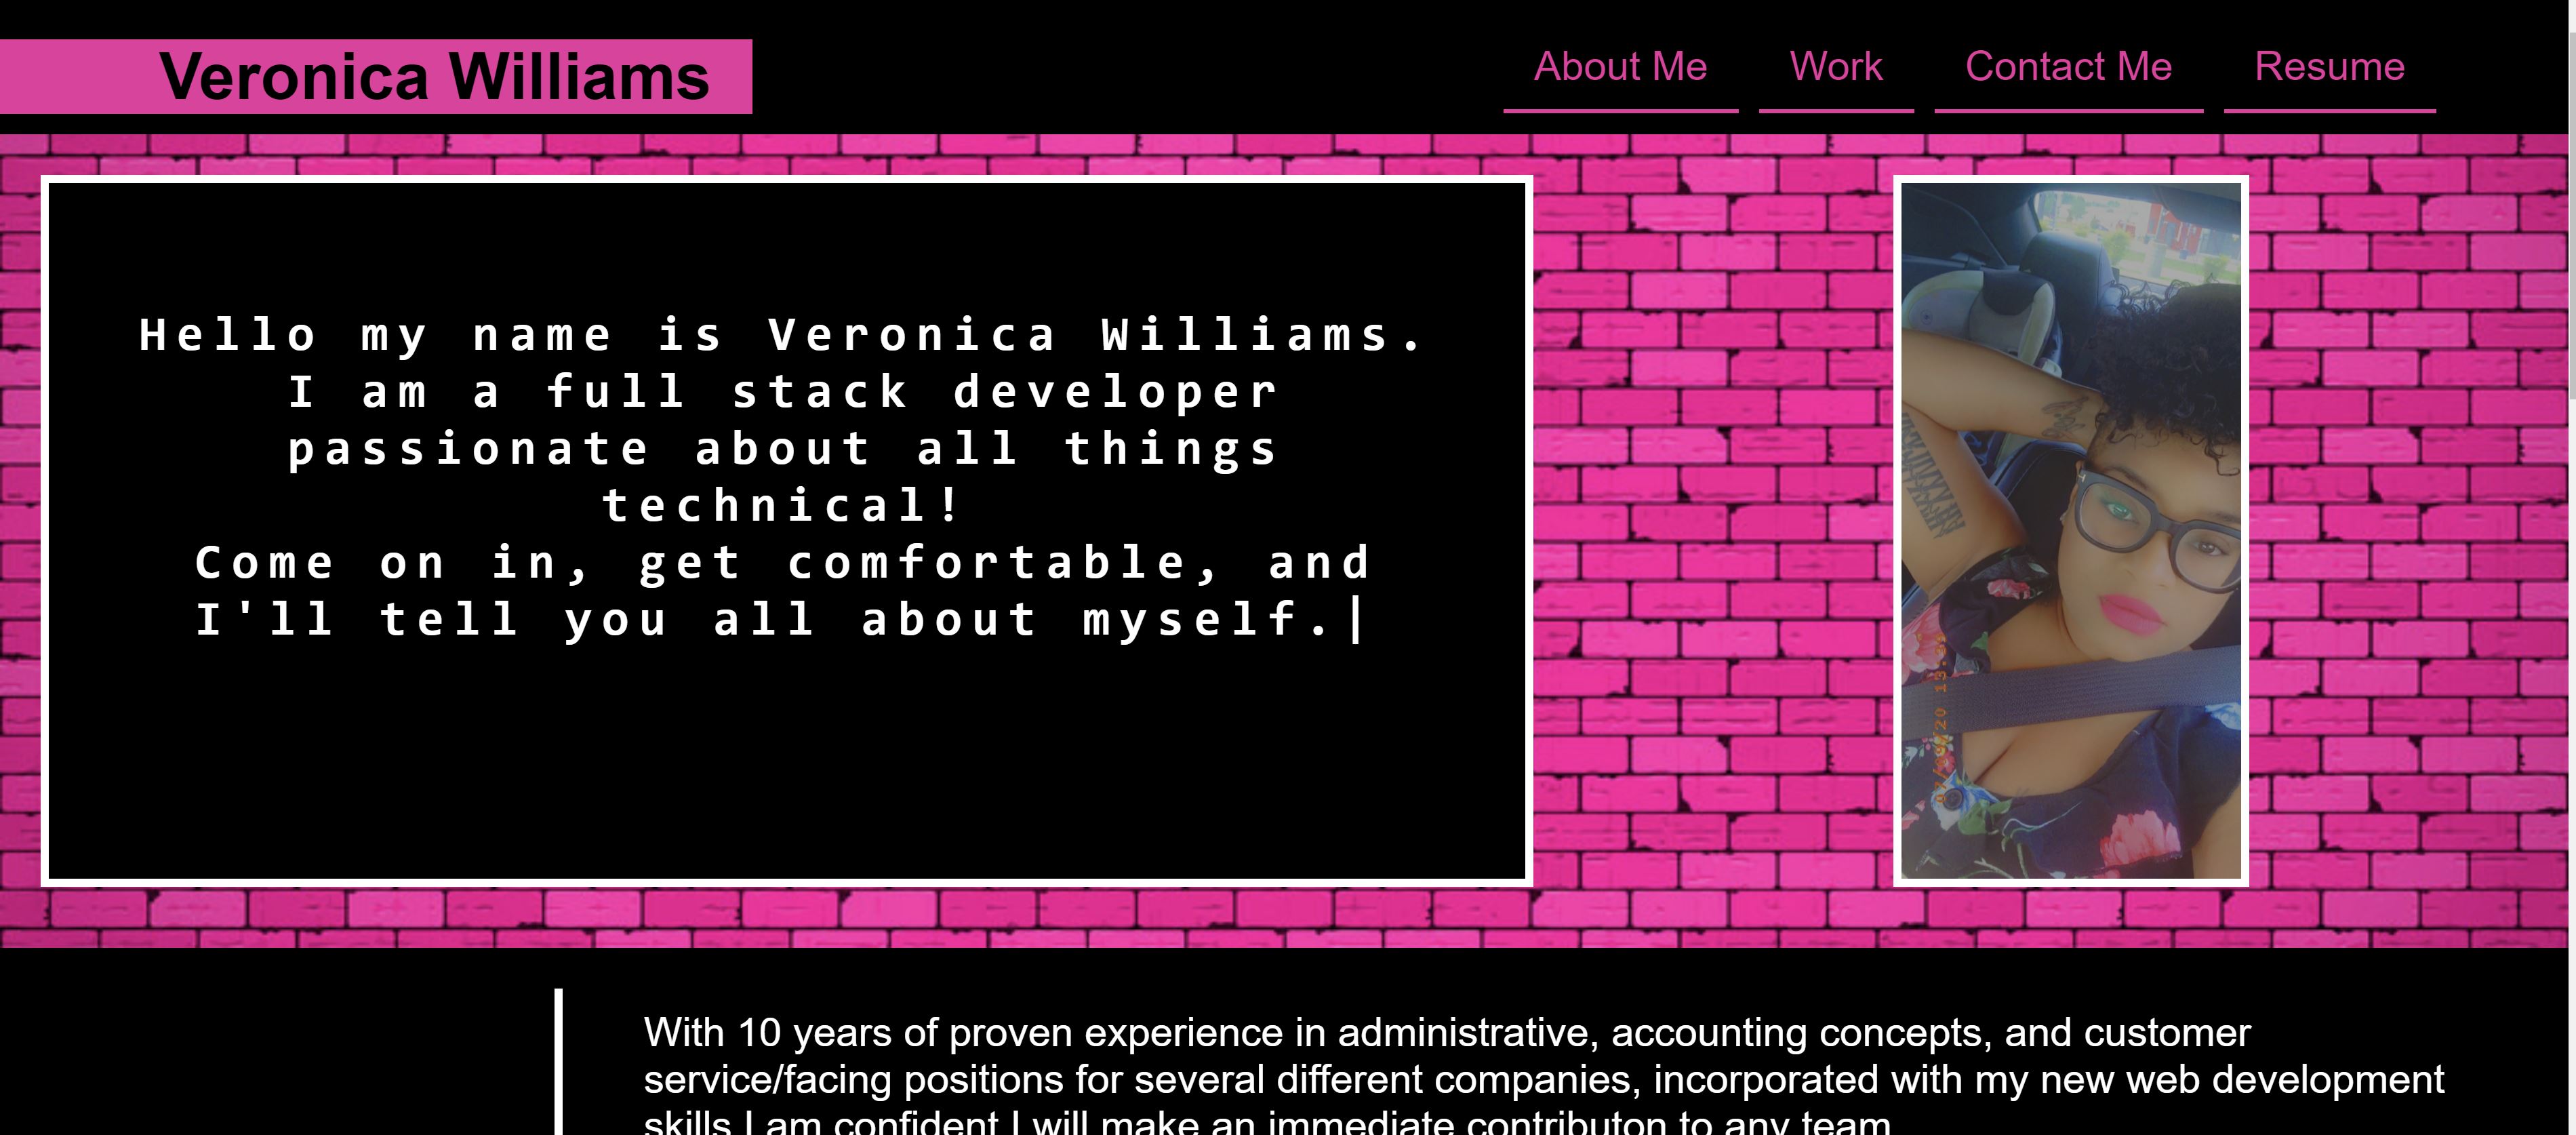 Veronica Williams
About Me
Work
Contact Me
Resume
Hello my name is Veronica Williams.
I am a full stack developer
passionate about all things
technical!
Come on in, get comfortable, and
I'll tell you all about myself.|
With 10 years of proven experience in administrative, accounting concepts, and customer
service/facing positions for several different companies, incorporated with my new web development
skills I am confident I will make an immediate contributon to any team